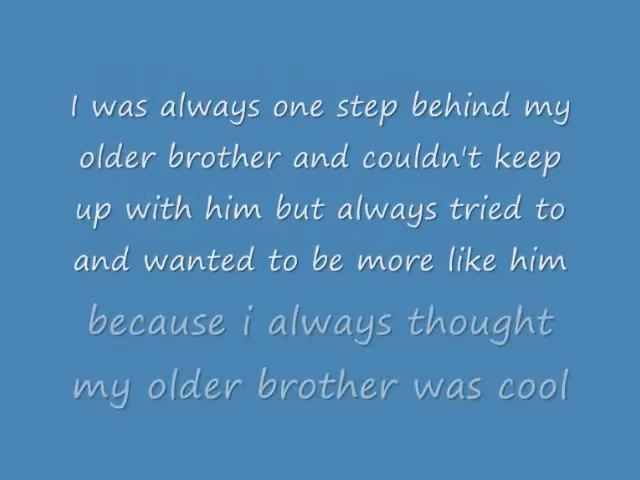 I was always one step behind my
older brother and couldn't keep
up with him but always tried to
and wanted to be more like him
because i always thought
my older brother was cool